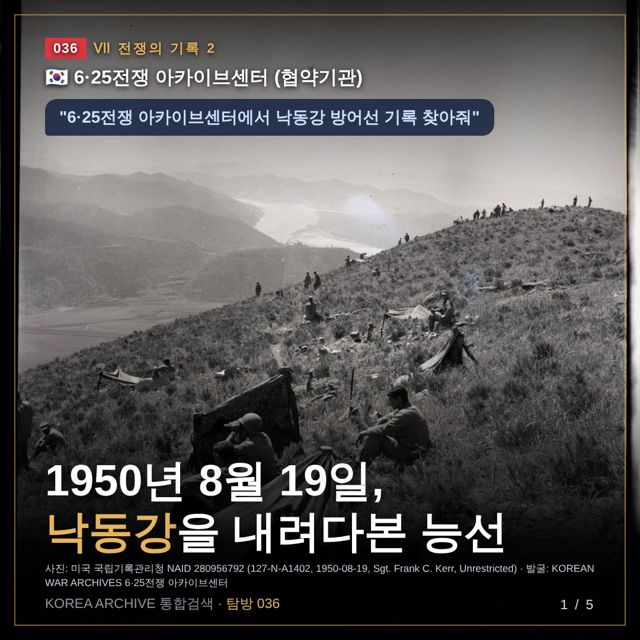 036 Ⅶ 전쟁의 기록 2
🇰🇷 6·25전쟁 아카이브센터 (협약기관)
"6·25전쟁 아카이브센터에서 낙동강 방어선 기록 찾아줘"
1950년 8월 19일,
낙동강을 내려다본 능선
사진: 미국 국립기록관리청 NAID 280956792 (127-N-A1402, 1950-08-19, Sgt. Frank C. Kerr, Unrestricted) · 발굴: KOREAN
WAR ARCHIVES 6·25전쟁 아카이브센터
KOREA ARCHIVE 통합검색 · 탐방 036
1 / 5